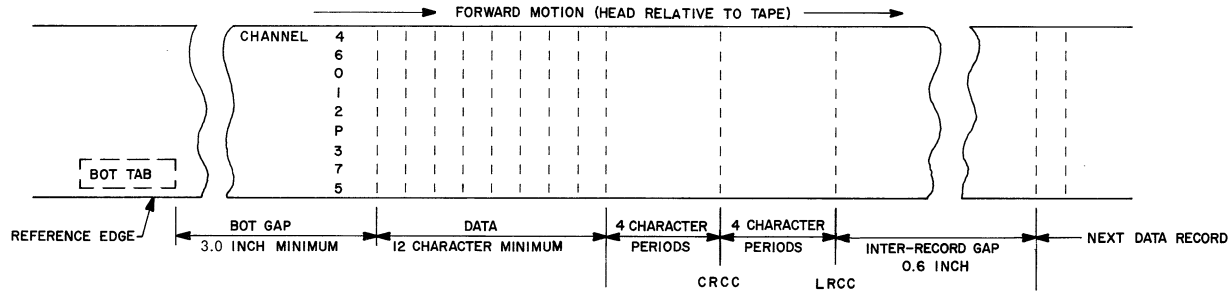 FORWARD MOTION (HEAD RELATIVE TO TAPE)
CHANNEL 4
6
0
1
2
P
3
7
5
BOT TAB
REFERENCE EDGE
BOT GAP
3.0 INCH MINIMUM
DATA
12 CHARACTER MINIMUM
4 CHARACTER
PERIODS
4 CHARACTER
PERIODS
INTER-RECORD GAP
0.6 INCH
NEXT DATA RECORD
CRCC
LRCC